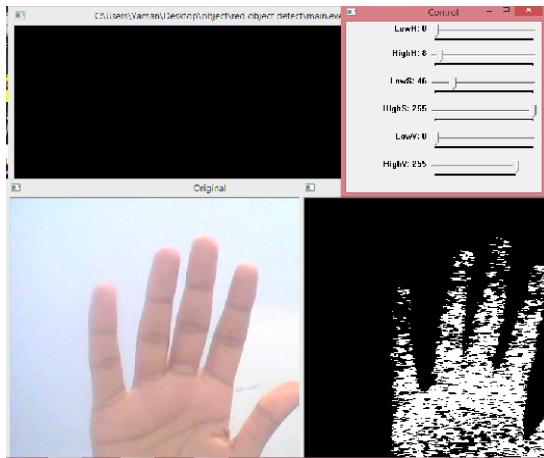 C:\Users\Yaman\Desktop\object\red object detect\main.exe
Control
LowH: 0
HighH: 8
LowS: 46
HighS: 255
LowV: 0
HighV: 255
Original